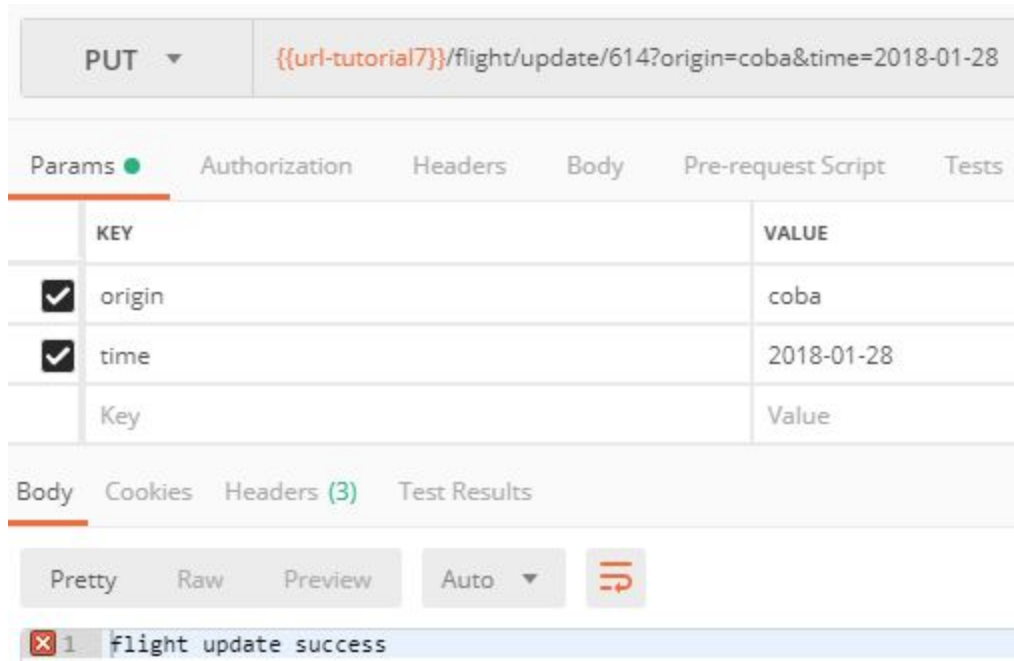 PUT {{url-tutorial7}}/flight/update/614?origin=coba&time=2018-01-28
Params Authorization Headers Body Pre-request Script Tests
KEY VALUE
origin coba
time 2018-01-28
Key Value
Body Cookies Headers (3) Test Results
Pretty Raw Preview Auto
1 flight update success